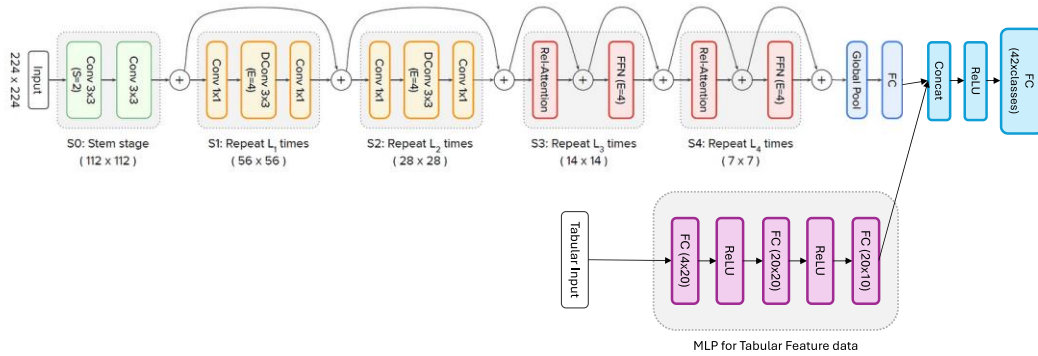 224 x 224
Input
Conv 3x3
(S=2)
Conv 3x3
+
Conv 1x1
DConv 3x3
(E=4)
Conv 1x1
+
Conv 1x1
DConv 3x3
(E=4)
Conv 1x1
+
Rel-Attention
+
FFN (E=4)
+
Rel-Attention
+
FFN (E=4)
+
Global Pool
FC
Concat
ReLU
FC
(42xclasses)
S0: Stem stage
( 112 x 112 )
S1: Repeat L1 times
( 56 x 56 )
S2: Repeat L2 times
( 28 x 28 )
S3: Repeat L3 times
( 14 x 14 )
S4: Repeat L4 times
( 7 x 7 )
Tabular Input
FC (4x20)
ReLU
FC (20x20)
ReLU
FC (20x10)
MLP for Tabular Feature data